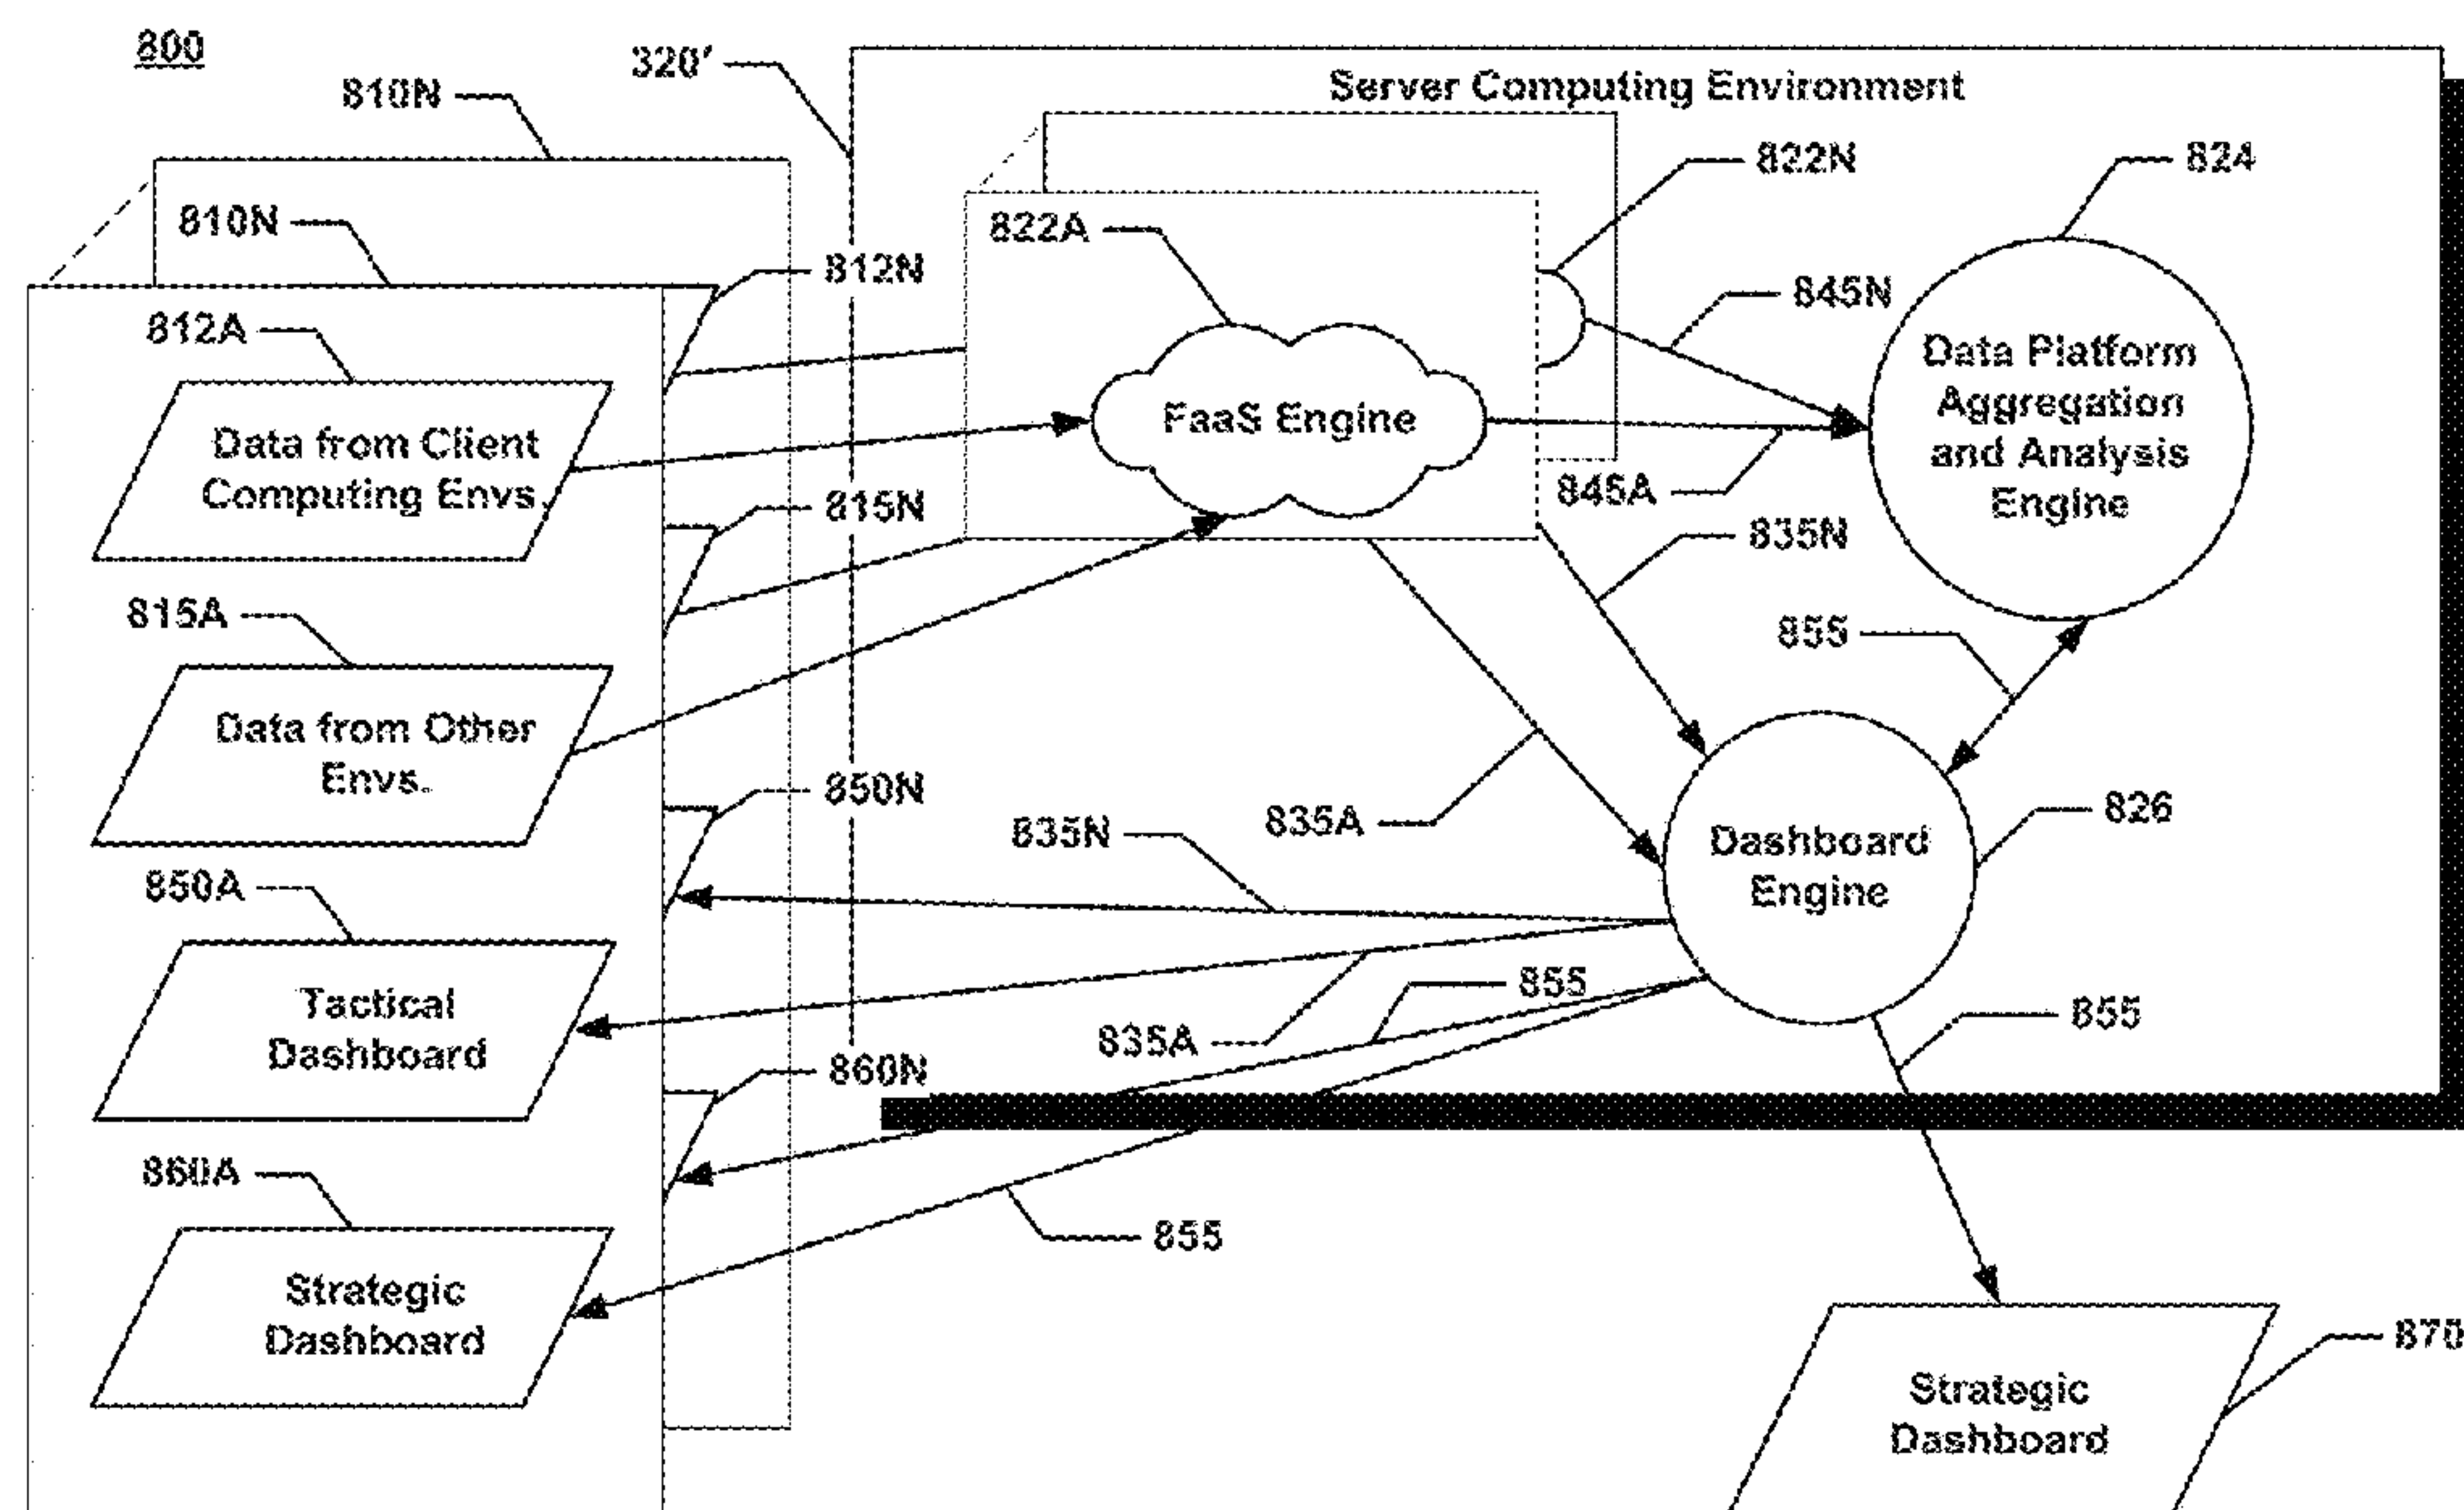 800
810N
320'
Server Computing Environment
822N
824
810N
822A
812N
845N
812A
Data Platform
Aggregation
and Analysis
Engine
FaaS Engine
Data from Client
Computing Envs.
815N
845A
835N
815A
855
Data from Other
Envs.
850N
835N
835A
826
Dashboard
Engine
850A
855
855
Tactical
Dashboard
835A
860N
860A
855
Strategic
Dashboard
870
Strategic
Dashboard